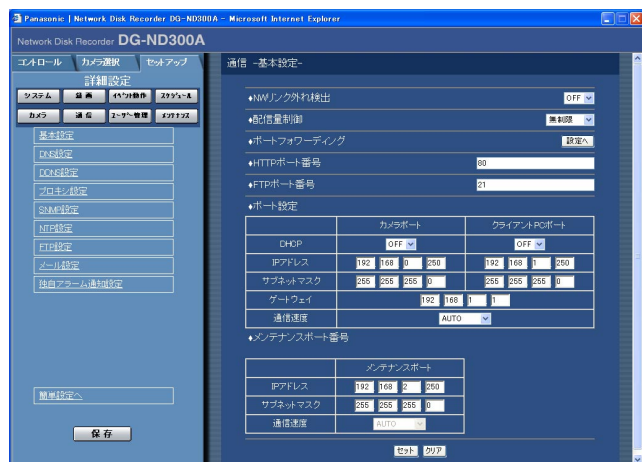 Panasonic | Network Disk Recorder DG-ND300A - Microsoft Internet Explorer
Network Disk Recorder DG-ND300A
コントロール カメラ選択 セットアップ
詳細設定
システム 録画 イベント動作 スケジュール
カメラ 通信 ユーザー管理 メンテナンス
基本設定
DNS設定
DDNS設定
プロキシ設定
SNMP設定
NTP設定
FTP設定
メール設定
独自アラーム通知設定
簡単設定へ
保存
通信 -基本設定-
♦NWリンク外れ検出 OFF
♦配信量制御 無制限
♦ポートフォワーディング 設定へ
♦HTTPポート番号 80
♦FTPポート番号 21
♦ポート設定
カメラポート クライアントPCポート
DHCP OFF OFF
IPアドレス 192 168 0 250 192 168 1 250
サブネットマスク 255 255 255 0 255 255 255 0
ゲートウェイ 192 168 1 1
通信速度 AUTO
♦メンテナンスポート番号
メンテナンスポート
IPアドレス 192 168 2 250
サブネットマスク 255 255 255 0
通信速度 AUTO
セット クリア